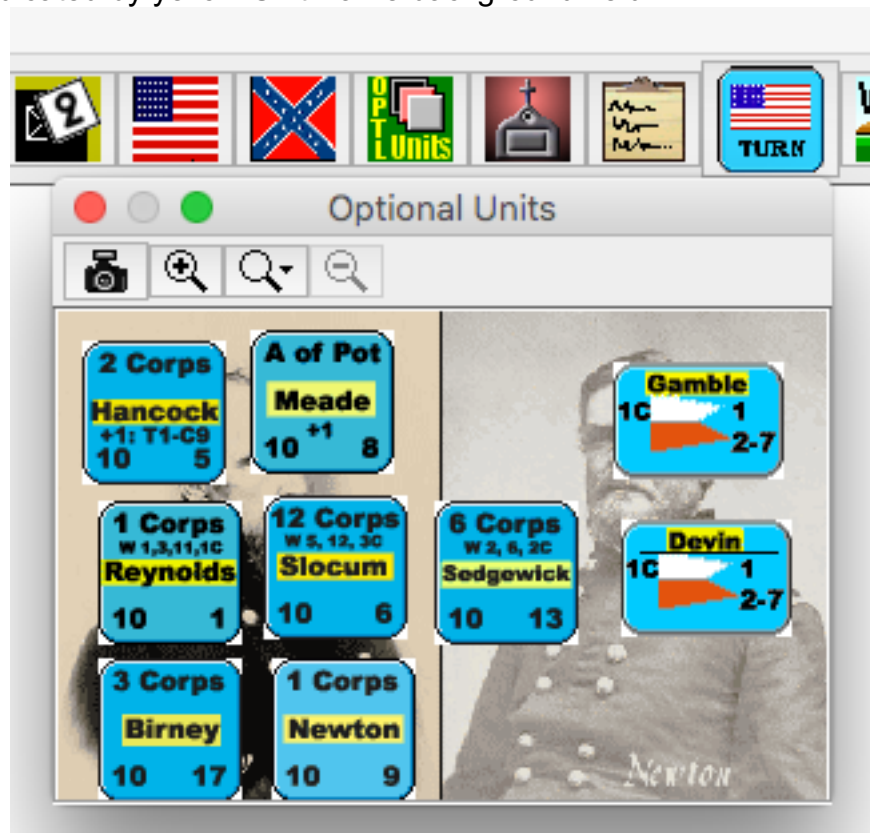 TURN
OPTL Units
Optional Units
2 Corps
Hancock
+1: T1-C9
10 5
A of Pot
Meade
+1
10 8
Gamble
1C 1
2-7
1 Corps
W 1,3,11,1C
Reynolds
10 1
12 Corps
W 5, 12, 3C
Slocum
10 6
6 Corps
W 2, 6, 2C
Sedgewick
10 13
Devin
1C 1
2-7
3 Corps
Birney
10 17
1 Corps
Newton
10 9
Newton